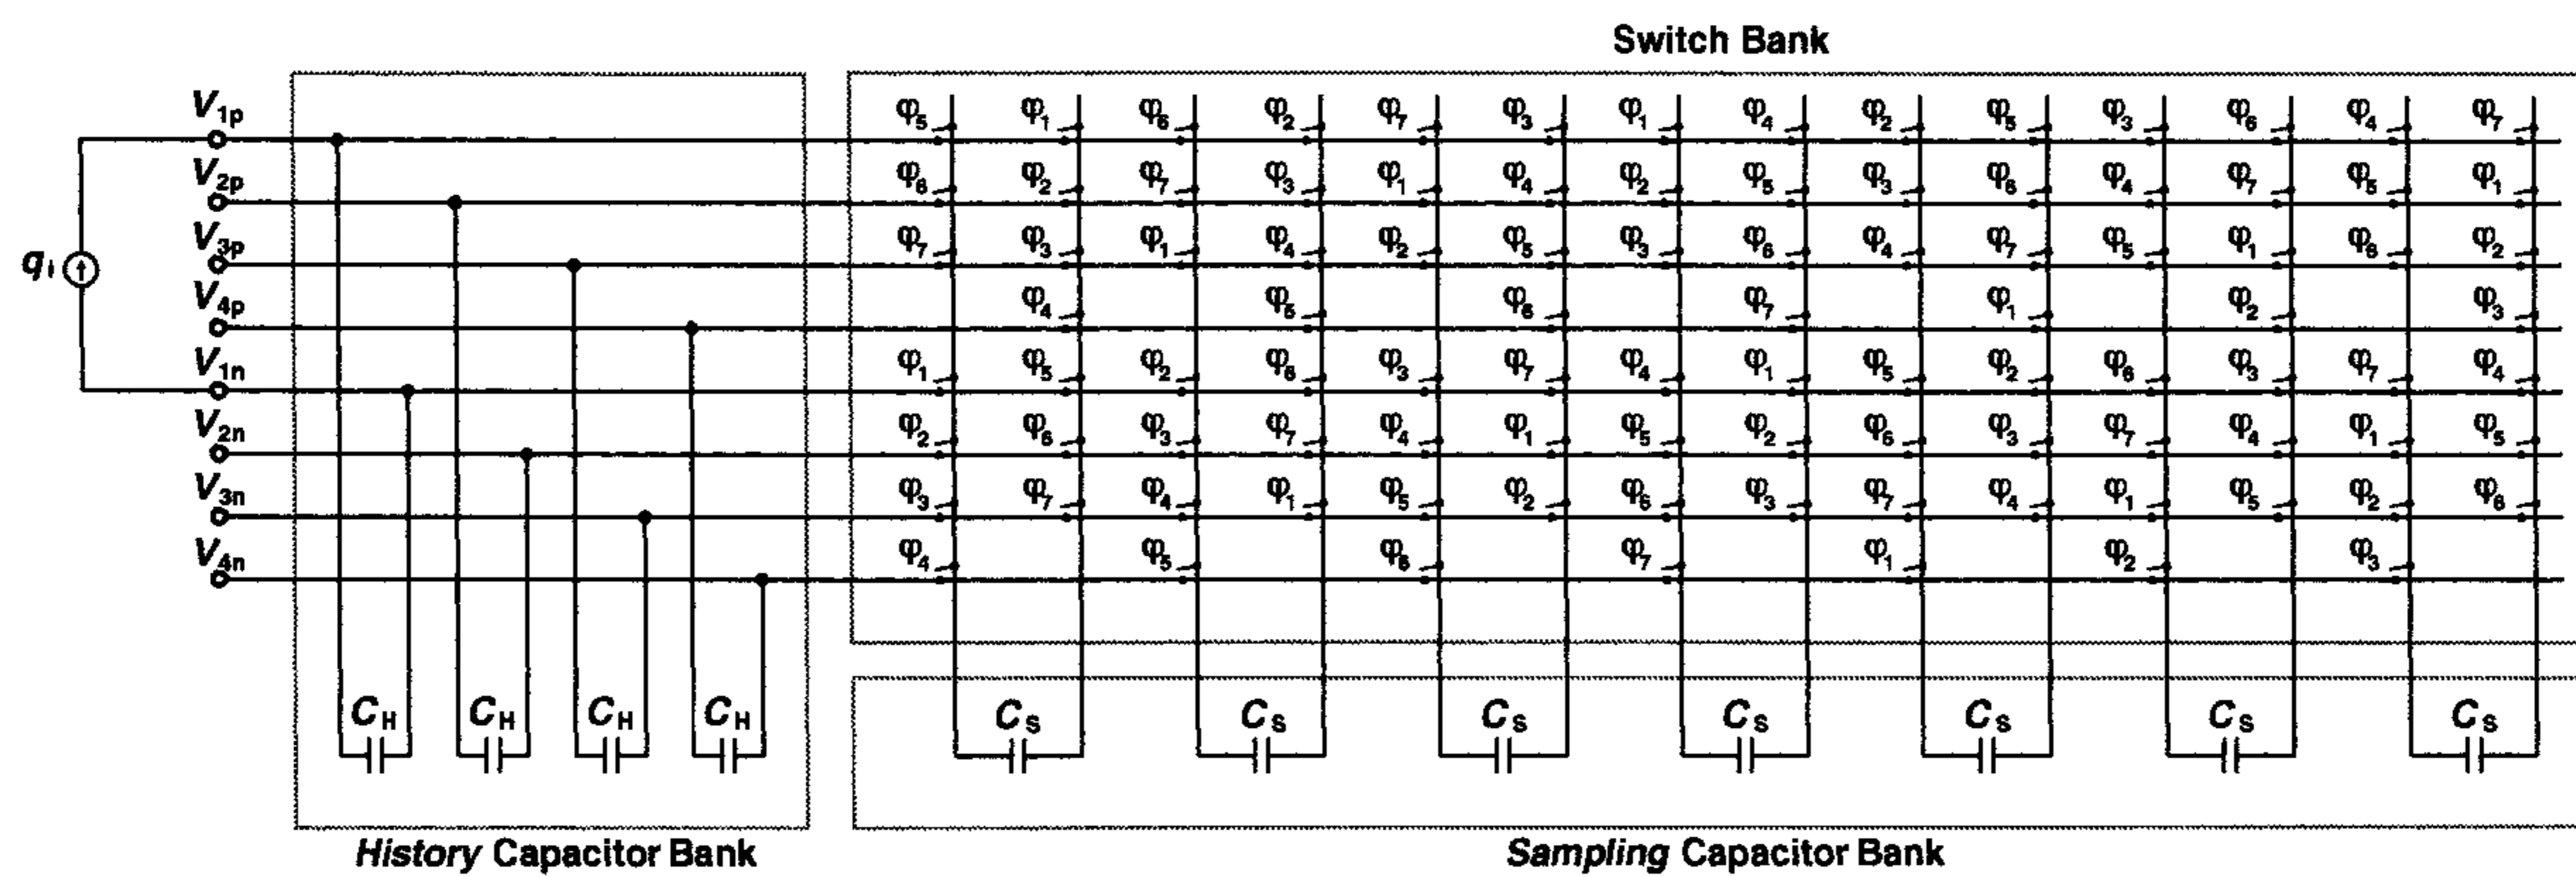 Switch Bank
V1p φ5 φ1 φ6 φ2 φ7 φ3 φ1 φ4 φ2 φ5 φ3 φ6 φ4 φ7
V2p φ6 φ2 φ7 φ3 φ1 φ4 φ2 φ5 φ3 φ6 φ4 φ7 φ5 φ1
V3p φ7 φ3 φ1 φ4 φ2 φ5 φ3 φ6 φ4 φ7 φ5 φ1 φ6 φ2
qi
V4p φ4 φ5 φ6 φ7 φ1 φ2 φ3
V1n φ1 φ5 φ2 φ6 φ3 φ7 φ4 φ1 φ5 φ2 φ6 φ3 φ7 φ4
V2n φ2 φ6 φ3 φ7 φ4 φ1 φ5 φ2 φ6 φ3 φ7 φ4 φ1 φ5
V3n φ3 φ7 φ4 φ1 φ5 φ2 φ6 φ3 φ7 φ4 φ1 φ5 φ2 φ6
V4n φ4 φ5 φ6 φ7 φ1 φ2 φ3
CH CH CH CH CS CS CS CS CS CS CS
History Capacitor Bank
Sampling Capacitor Bank